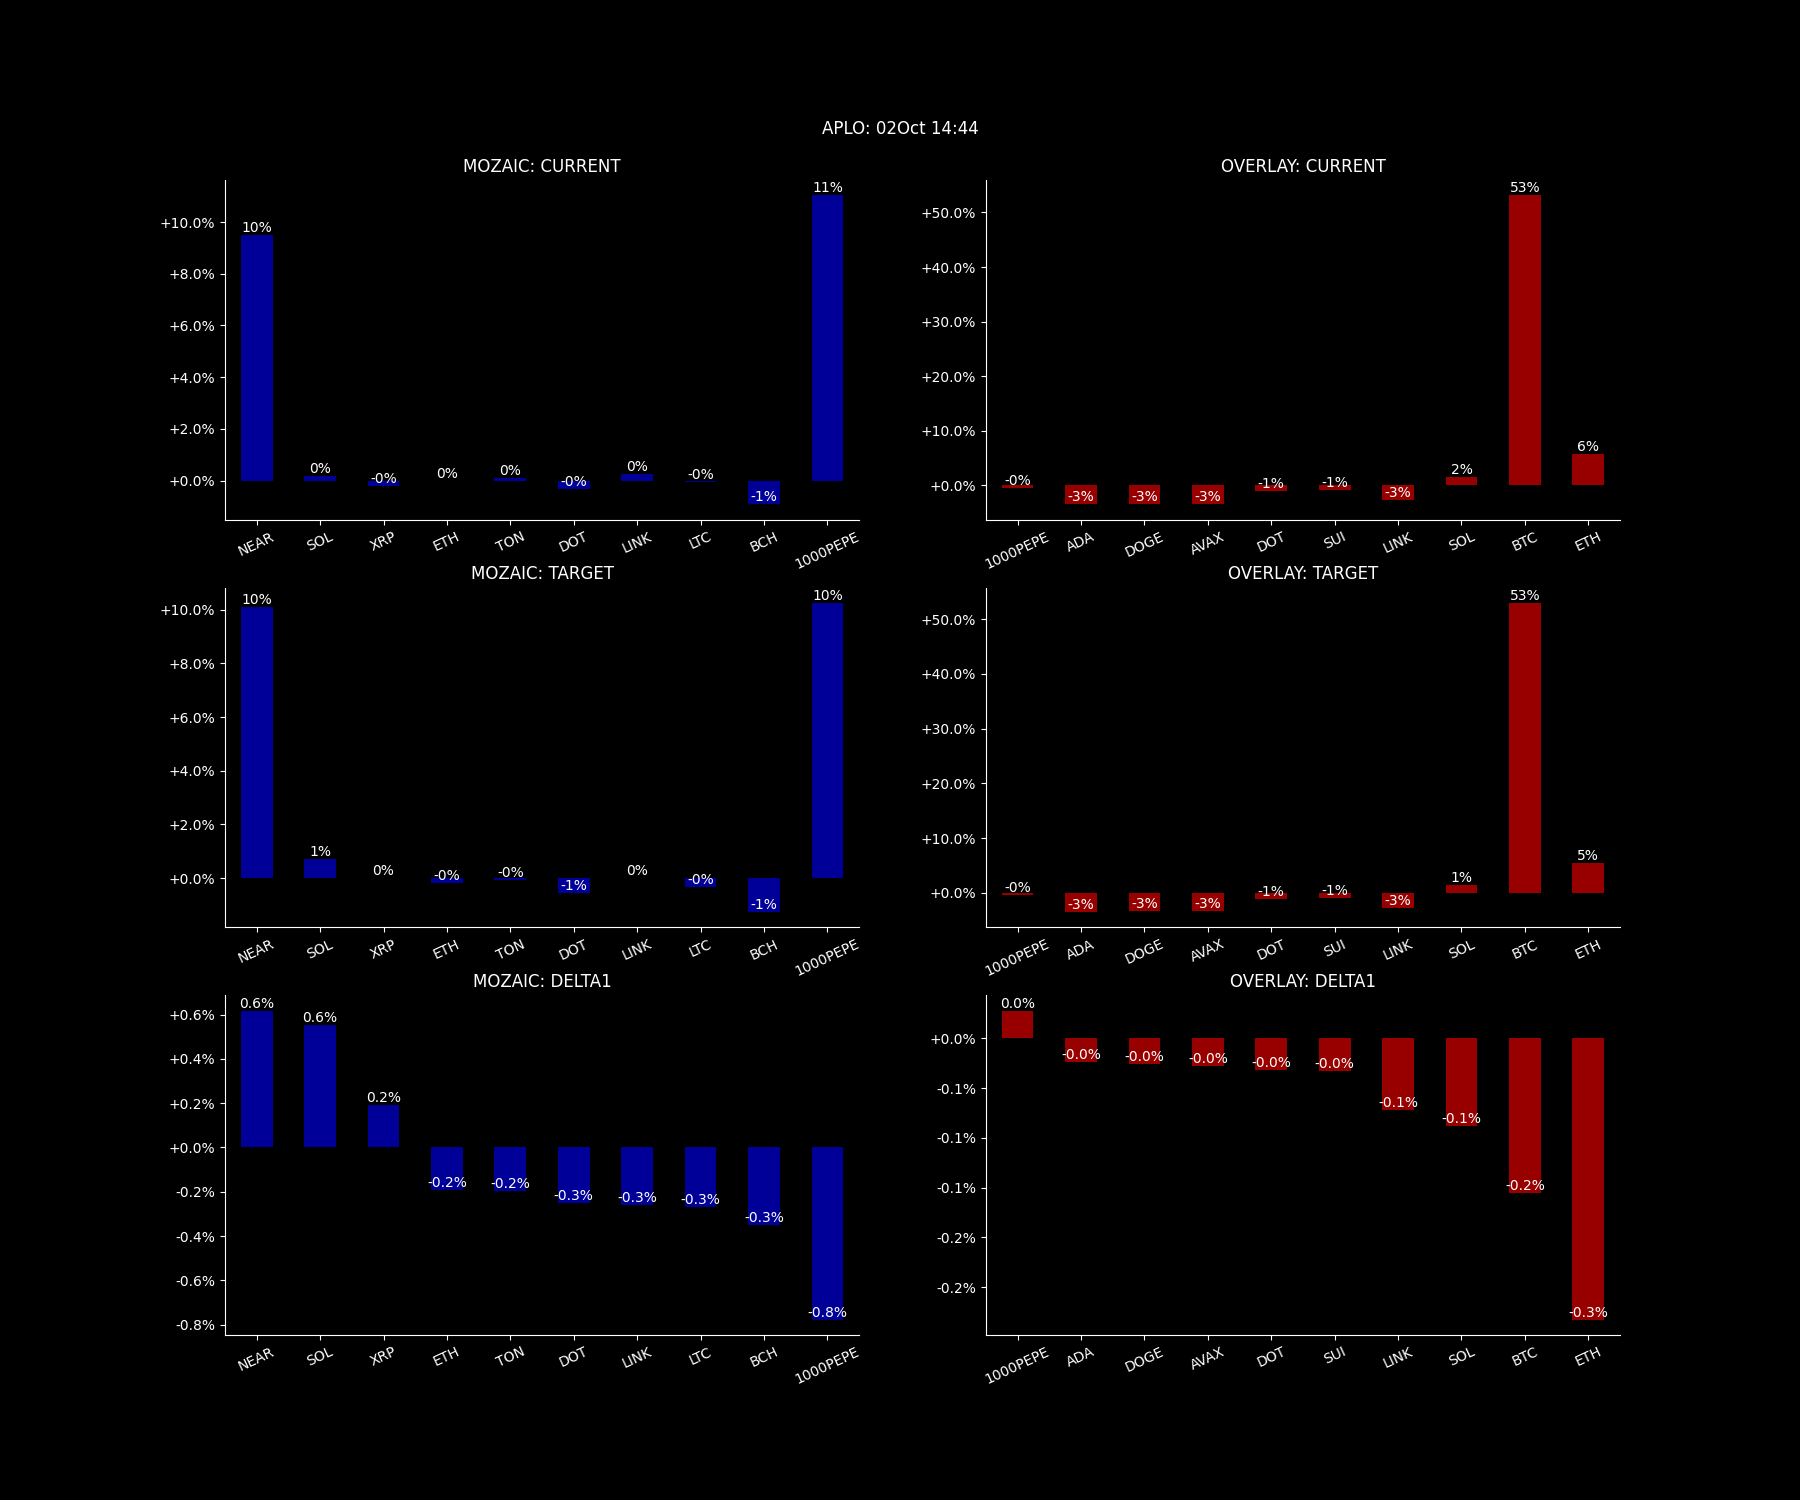 APLO: 02Oct 14:44
MOZAIC: CURRENT
+10.0%
+8.0%
+6.0%
+4.0%
+2.0%
+0.0%
10%
0%
-0%
0%
0%
-0%
0%
-0%
-1%
11%
NEAR
SOL
XRP
ETH
TON
DOT
LINK
LTC
BCH
1000PEPE
OVERLAY: CURRENT
+50.0%
+40.0%
+30.0%
+20.0%
+10.0%
+0.0%
-0%
-3%
-3%
-3%
-1%
-1%
-3%
2%
53%
6%
1000PEPE
ADA
DOGE
AVAX
DOT
SUI
LINK
SOL
BTC
ETH
MOZAIC: TARGET
+10.0%
+8.0%
+6.0%
+4.0%
+2.0%
+0.0%
10%
1%
0%
-0%
-0%
-1%
0%
-0%
-1%
10%
NEAR
SOL
XRP
ETH
TON
DOT
LINK
LTC
BCH
1000PEPE
OVERLAY: TARGET
+50.0%
+40.0%
+30.0%
+20.0%
+10.0%
+0.0%
-0%
-3%
-3%
-3%
-1%
-1%
-3%
1%
53%
5%
1000PEPE
ADA
DOGE
AVAX
DOT
SUI
LINK
SOL
BTC
ETH
MOZAIC: DELTA1
+0.6%
+0.4%
+0.2%
+0.0%
-0.2%
-0.4%
-0.6%
-0.8%
0.6%
0.6%
0.2%
-0.2%
-0.2%
-0.3%
-0.3%
-0.3%
-0.3%
-0.8%
NEAR
SOL
XRP
ETH
TON
DOT
LINK
LTC
BCH
1000PEPE
OVERLAY: DELTA1
+0.0%
-0.1%
-0.1%
-0.1%
-0.2%
-0.2%
0.0%
-0.0%
-0.0%
-0.0%
-0.0%
-0.0%
-0.1%
-0.1%
-0.2%
-0.3%
1000PEPE
ADA
DOGE
AVAX
DOT
SUI
LINK
SOL
BTC
ETH